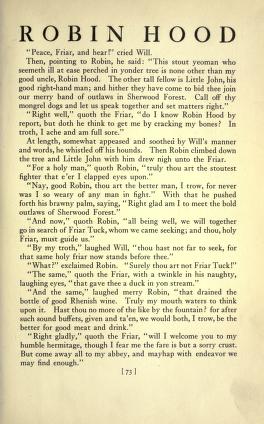 ROBIN HOOD
"Peace, Friar, and hear!" cried Will.
Then, pointing to Robin, he said: "This stout yeoman who
seemeth ill at ease perched in yonder tree is none other than my
good uncle, Robin Hood. The other tall fellow is Little John, his
good right-hand man; and hither they have come to bid thee join
our merry band of outlaws in Sherwood Forest. Call off thy
mongrel dogs and let us speak together and set matters right."
"Right well," quoth the Friar, "do I know Robin Hood by
report, but doth he think to get me by cracking my bones? In
troth, I ache and am full sore."
At length, somewhat appeased and soothed by Will's manner
and words, he whistled off his hounds. Then Robin climbed down
the tree and Little John with him drew nigh unto the Friar.
"For a holy man," quoth Robin, "truly thou art the stoutest
fighter that e'er I clapped eyes upon."
"Nay, good Robin, thou art the better man, I trow, for never
was I so weary of any man in fight." With that he pushed
forth his brawny palm, saying, "Right glad am I to meet the bold
outlaws of Sherwood Forest."
"And now," quoth Robin, "all being well, we will together
go in search of Friar Tuck, whom we came seeking; and thou, holy
Friar, must guide us."
"By my troth," laughed Will, "thou hast not far to seek, for
that same holy friar now stands before thee."
"What?" exclaimed Robin. "Surely thou art not Friar Tuck!"
"The same," quoth the Friar, with a twinkle in his naughty,
laughing eyes, "that gave thee a duck in yon stream."
"And the same," laughed merry Robin, "that drained the
bottle of good Rhenish wine. Truly my mouth waters to think
upon it. Hast thou no more of the like by the fountain? for after
such sound buffets, given and ta'en, we would both, I trow, be the
better for good meat and drink."
"Right gladly," quoth the Friar, "will I welcome you to my
humble hermitage, though I fear me the fare is but a sorry crust.
But come away all to my abbey, and mayhap with endeavor we
may find enough."
[73]